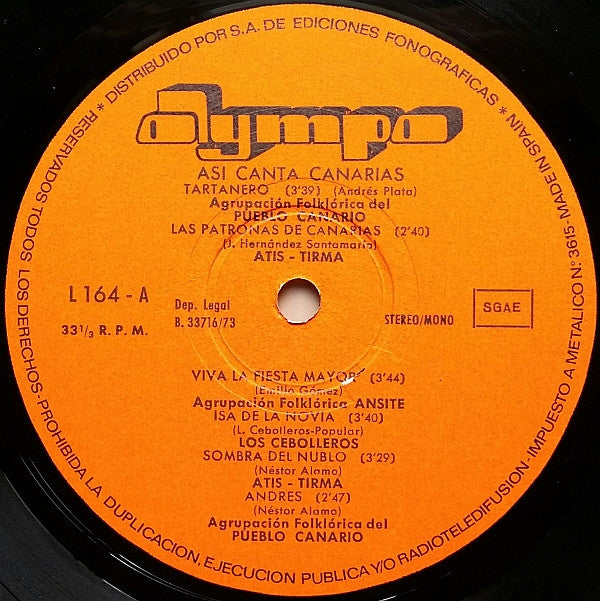 * DISTRIBUIDO POR S.A. DE EDICIONES FONOGRAFICAS *
olympo
ASI CANTA CANARIAS
TARTANERO (3'39) (Andrés Plata)
Agrupación Folklórica del
PUEBLO CANARIO
LAS PATRONAS DE CANARIAS (2'40)
(J. Hernández Santamaría)
ATIS - TIRMA
L 164 - A
33 1/3 R. P. M.
Dep. Legal
B. 33716/73
STEREO/MONO
SGAE
VIVA LA FIESTA MAYOR (3'44)
(Emilio Gómez)
Agrupación Folklórica ANSITE
ISA DE LA NOVIA (3'40)
(L. Cebolleros-Popular)
LOS CEBOLLEROS
SOMBRA DEL NUBLO (3'29)
(Néstor Alamo)
ATIS - TIRMA
ANDRES (2'47)
(Néstor Alamo)
Agrupación Folklórica del
PUEBLO CANARIO
RESERVADOS TODOS LOS DERECHOS-PROHIBIDA LA DUPLICACION, EJECUCION PUBLICA Y/O RADIOTELEDIFUSION-IMPUESTO A METALICO N.º 3615-MADE IN SPAIN